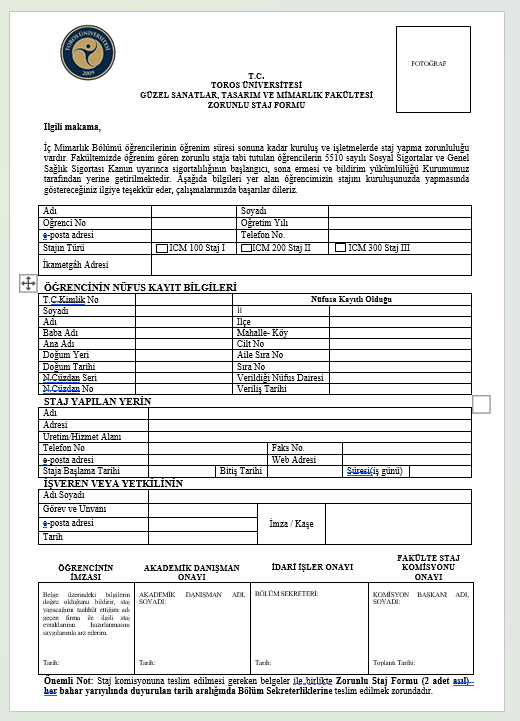 TOROS ÜNİVERSİTESİ
2009
FOTOĞRAF
T.C.
TOROS ÜNİVERSİTESİ
GÜZEL SANATLAR, TASARIM VE MİMARLIK FAKÜLTESİ
ZORUNLU STAJ FORMU
İlgili makama,
İç Mimarlık Bölümü öğrencilerinin öğrenim süresi sonuna kadar kuruluş ve işletmelerde staj yapma zorunluluğu
vardır. Fakültemizde öğrenim gören zorunlu staja tabi tutulan öğrencilerin 5510 sayılı Sosyal Sigortalar ve Genel
Sağlık Sigortası Kanun uyarınca sigortalılığının başlangıcı, sona ermesi ve bildirim yükümlülüğü Kurumumuz
tarafından yerine getirilmektedir. Aşağıda bilgileri yer alan öğrencimizin stajını kuruluşunuzda yapmasında
göstereceğiniz ilgiye teşekkür eder, çalışmalarınızda başarılar dileriz.
Adı Soyadı
Öğrenci No Öğretim Yılı
e-posta adresi Telefon No.
Stajın Türü ICM 100 Staj I ICM 200 Staj II ICM 300 Staj III
İkametgâh Adresi
ÖĞRENCİNİN NÜFUS KAYIT BİLGİLERİ
T.C.Kimlik No Nüfusa Kayıtlı Olduğu
Soyadı İl
Adı İlçe
Baba Adı Mahalle- Köy
Ana Adı Cilt No
Doğum Yeri Aile Sıra No
Doğum Tarihi Sıra No
N.Cüzdan Seri Verildiği Nüfus Dairesi
N.Cüzdan No Veriliş Tarihi
STAJ YAPILAN YERİN
Adı
Adresi
Üretim/Hizmet Alanı
Telefon No Faks No.
e-posta adresi Web Adresi
Staja Başlama Tarihi Bitiş Tarihi Süresi(iş günü)
İŞVEREN VEYA YETKİLİNİN
Adı Soyadı
Görev ve Unvanı
e-posta adresi İmza / Kaşe
Tarih
ÖĞRENCİNİN
İMZASI
AKADEMİK DANIŞMAN
ONAYI
İDARİ İŞLER ONAYI
FAKÜLTE STAJ
KOMİSYONU
ONAYI
Belge üzerindeki bilgilerin
doğru olduğunu bildirir, staj
yapacağımı taahhüt ettiğim adı
geçen firma ile ilgili staj
evraklarının hazırlanmasını
saygılarımla arz ederim.
Tarih:
AKADEMİK DANIŞMAN ADI,
SOYADI:
Tarih:
BÖLÜM SEKRETERİ:
Tarih:
KOMİSYON BAŞKANI ADI,
SOYADI:
Toplantı Tarihi:
Önemli Not: Staj komisyonuna teslim edilmesi gereken belgeler ile birlikte Zorunlu Staj Formu (2 adet asıl)
her bahar yarıyılında duyurulan tarih aralığında Bölüm Sekreterliklerine teslim edilmek zorundadır.